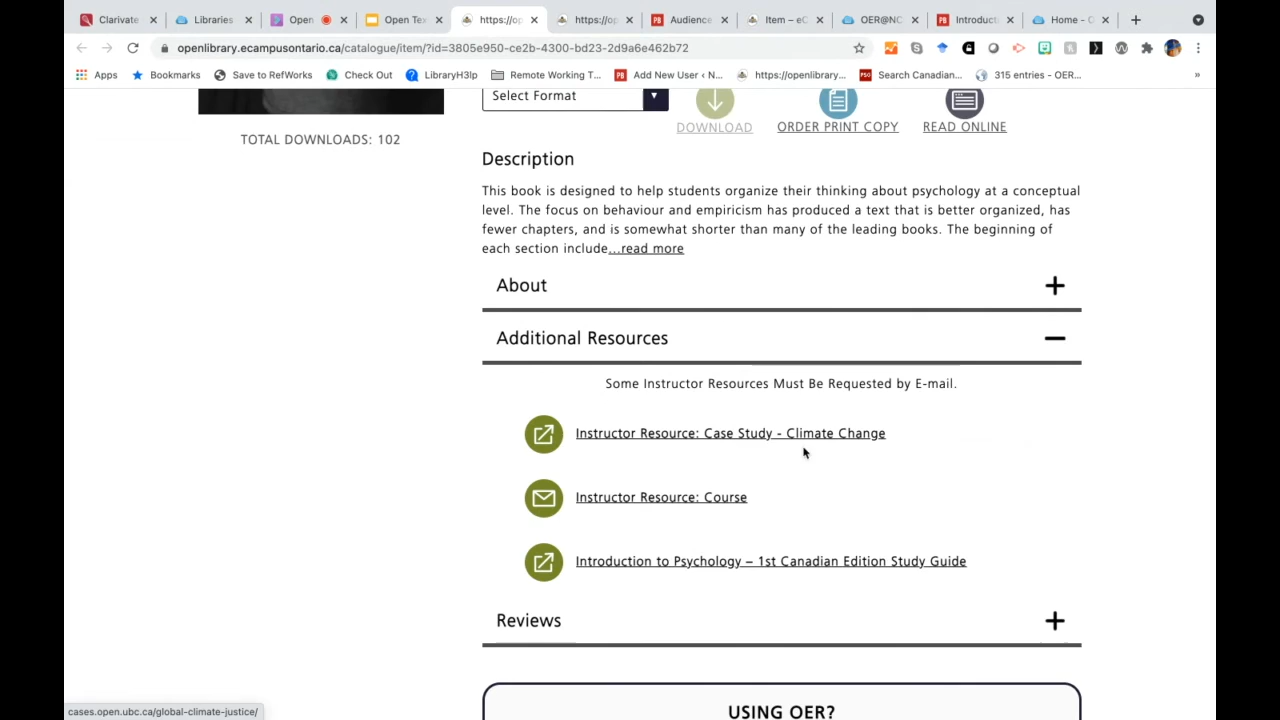 Clarivate
Libraries
Open
Open Tex
https://op
https://op
Audience
Item – eC
OER@NC
Introducti
Home - O
openlibrary.ecampusontario.ca/catalogue/item/?id=3805e950-ce2b-4300-bd23-2d9a6e462b72
Apps
Bookmarks
Save to RefWorks
Check Out
LibraryH3lp
Remote Working T...
Add New User ‹ N...
https://openlibrary...
Search Canadian...
315 entries - OER...
»
Select Format
DOWNLOAD
ORDER PRINT COPY
READ ONLINE
TOTAL DOWNLOADS: 102
Description
This book is designed to help students organize their thinking about psychology at a conceptual
level. The focus on behaviour and empiricism has produced a text that is better organized, has
fewer chapters, and is somewhat shorter than many of the leading books. The beginning of
each section include...read more
About
Additional Resources
Some Instructor Resources Must Be Requested by E-mail.
Instructor Resource: Case Study - Climate Change
Instructor Resource: Course
Introduction to Psychology – 1st Canadian Edition Study Guide
Reviews
USING OER?
cases.open.ubc.ca/global-climate-justice/